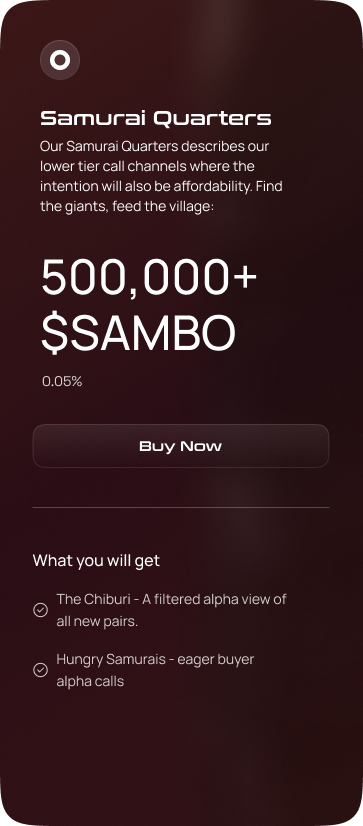 Samurai Quarters
Our Samurai Quarters describes our
lower tier call channels where the
intention will also be affordability. Find
the giants, feed the village:
500,000+
$SAMBO
0.05%
Buy Now
What you will get
The Chiburi - A filtered alpha view of
all new pairs.
Hungry Samurais - eager buyer
alpha calls